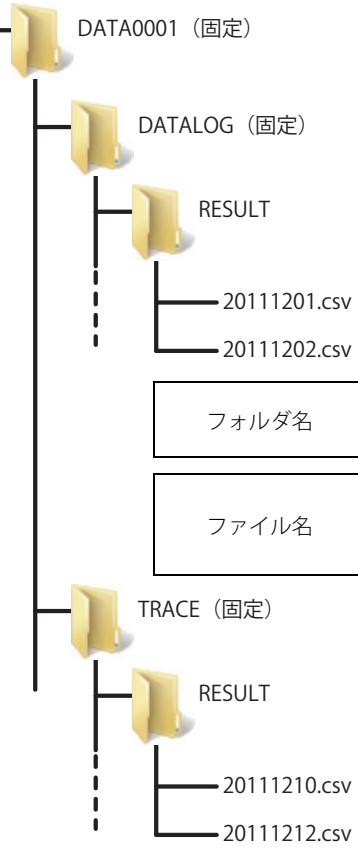 DATA0001（固定）
DATALOG（固定）
RESULT
20111201.csv
20111202.csv
フォルダ名
ファイル名
TRACE（固定）
RESULT
20111210.csv
20111212.csv